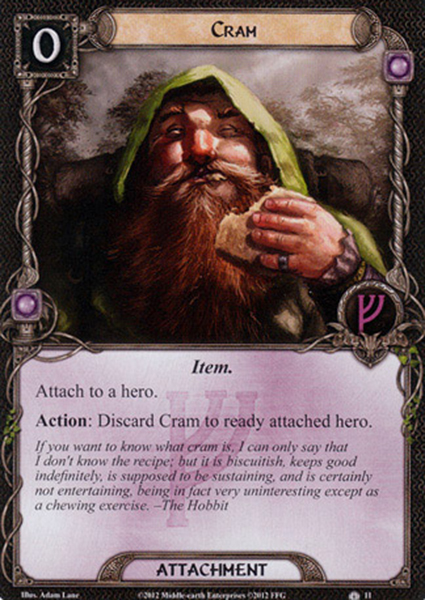 0
CRAM
Item.
Attach to a hero.
Action: Discard Cram to ready attached hero.
If you want to know what cram is, I can only say that
I don't know the recipe; but it is biscuitish, keeps good
indefinitely, is supposed to be sustaining, and is certainly
not entertaining, being in fact very uninteresting except as
a chewing exercise. –The Hobbit
ATTACHMENT
Illus. Adam Lane ©2012 Middle-earth Enterprises ©2012 FFG 11